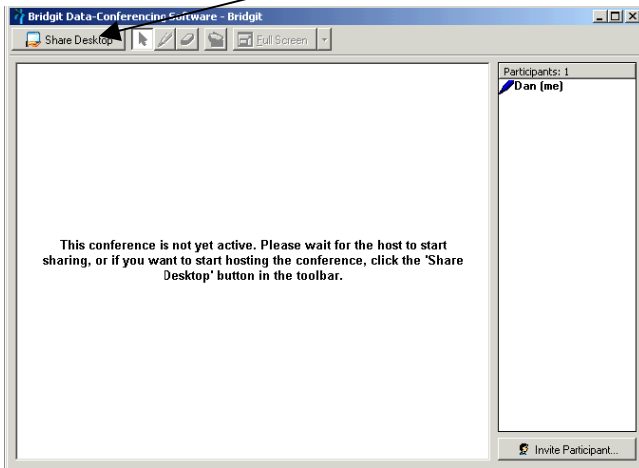 Bridgit Data-Conferencing Software - Bridgit
Share Desktop
Full Screen
Participants: 1
Dan (me)
This conference is not yet active. Please wait for the host to start
sharing, or if you want to start hosting the conference, click the 'Share
Desktop' button in the toolbar.
Invite Participant...